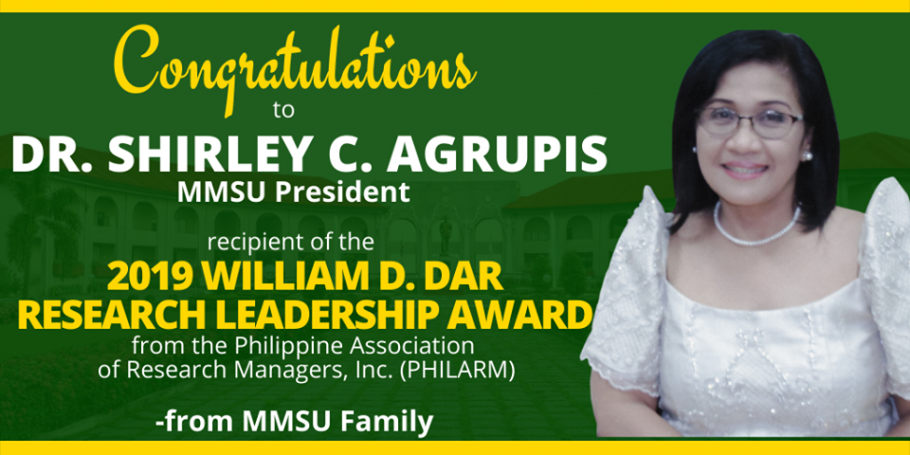 Congratulations
to
DR. SHIRLEY C. AGRUPIS
MMSU President
recipient of the
2019 WILLIAM D. DAR
RESEARCH LEADERSHIP AWARD
from the Philippine Association
of Research Managers, Inc. (PHILARM)
-from MMSU Family